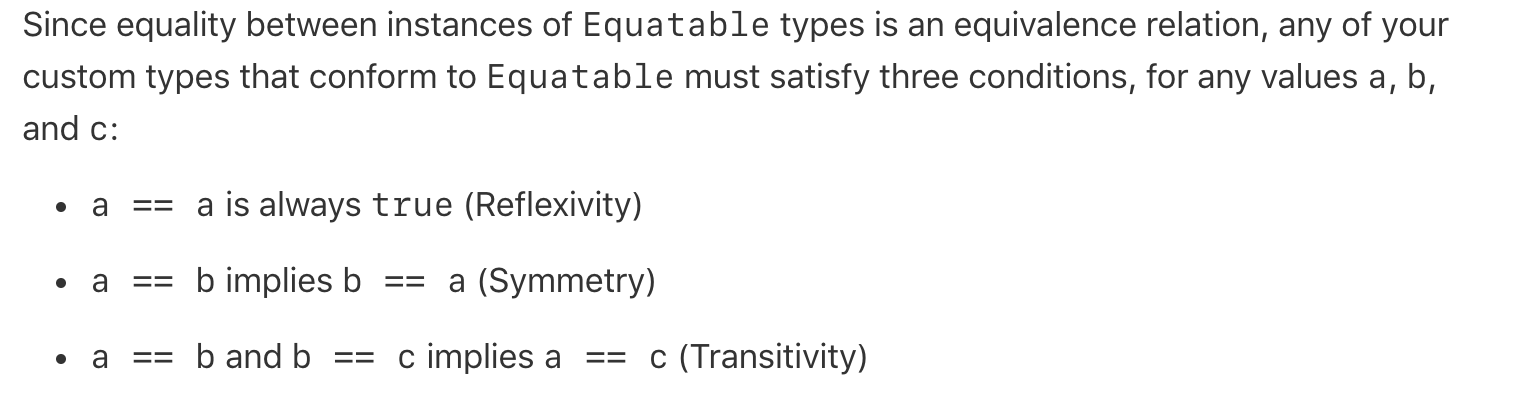 Since equality between instances of Equatable types is an equivalence relation, any of your
custom types that conform to Equatable must satisfy three conditions, for any values a, b,
and c:
• a == a is always true (Reflexivity)
• a == b implies b == a (Symmetry)
• a == b and b == c implies a == c (Transitivity)